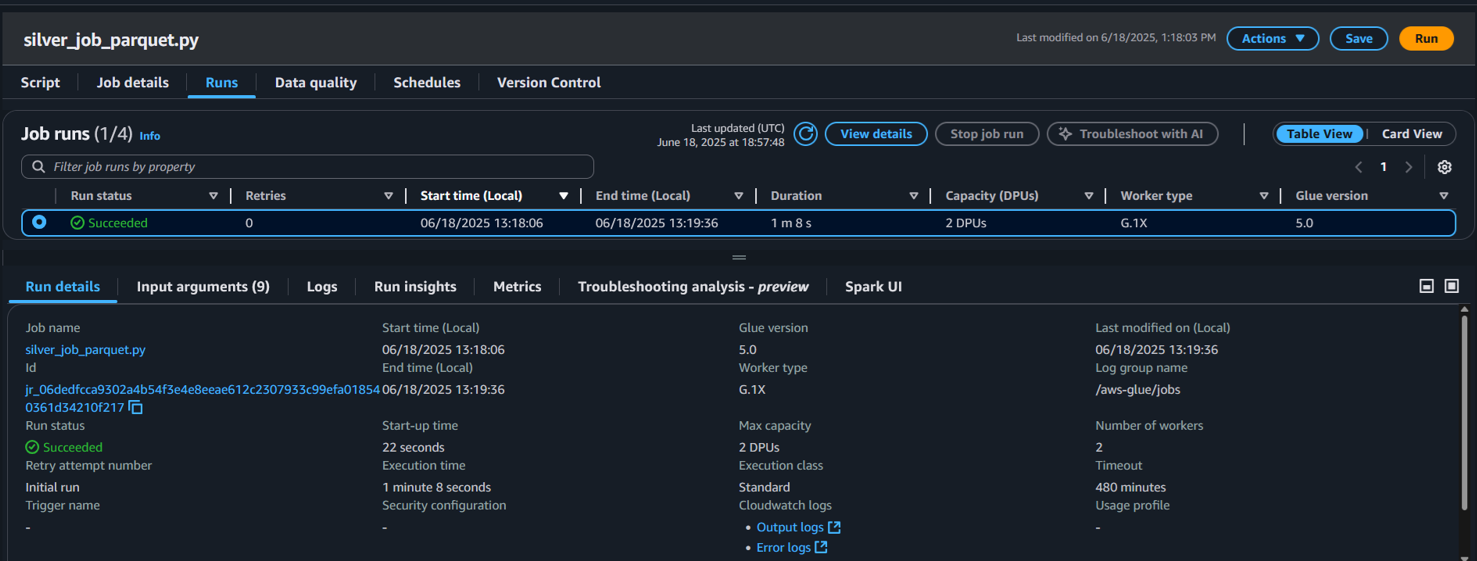 silver_job_parquet.py
Last modified on 6/18/2025, 1:18:03 PM
Actions
Save
Run
Script
Job details
Runs
Data quality
Schedules
Version Control
Job runs (1/4) Info
Last updated (UTC)
June 18, 2025 at 18:57:48
View details
Stop job run
Troubleshoot with AI
Table View
Card View
Filter job runs by property
1
Run status Retries Start time (Local) End time (Local) Duration Capacity (DPUs) Worker type Glue version
Succeeded 0 06/18/2025 13:18:06 06/18/2025 13:19:36 1 m 8 s 2 DPUs G.1X 5.0
Run details
Input arguments (9)
Logs
Run insights
Metrics
Troubleshooting analysis - preview
Spark UI
Job name
silver_job_parquet.py
Id
jr_06dedfcca9302a4b54f3e4e8eeae612c2307933c99efa01854
0361d34210f217
Run status
Succeeded
Retry attempt number
Initial run
Trigger name
-
Start time (Local)
06/18/2025 13:18:06
End time (Local)
06/18/2025 13:19:36
Start-up time
22 seconds
Execution time
1 minute 8 seconds
Security configuration
-
Glue version
5.0
Worker type
G.1X
Max capacity
2 DPUs
Execution class
Standard
Cloudwatch logs
• Output logs
• Error logs
Last modified on (Local)
06/18/2025 13:19:36
Log group name
/aws-glue/jobs
Number of workers
2
Timeout
480 minutes
Usage profile
-